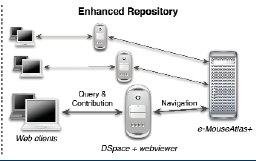 Enhanced Repository
Query &
Contribution
Navigation
e-MouseAtlas+
Web clients
DSpace + webviewer